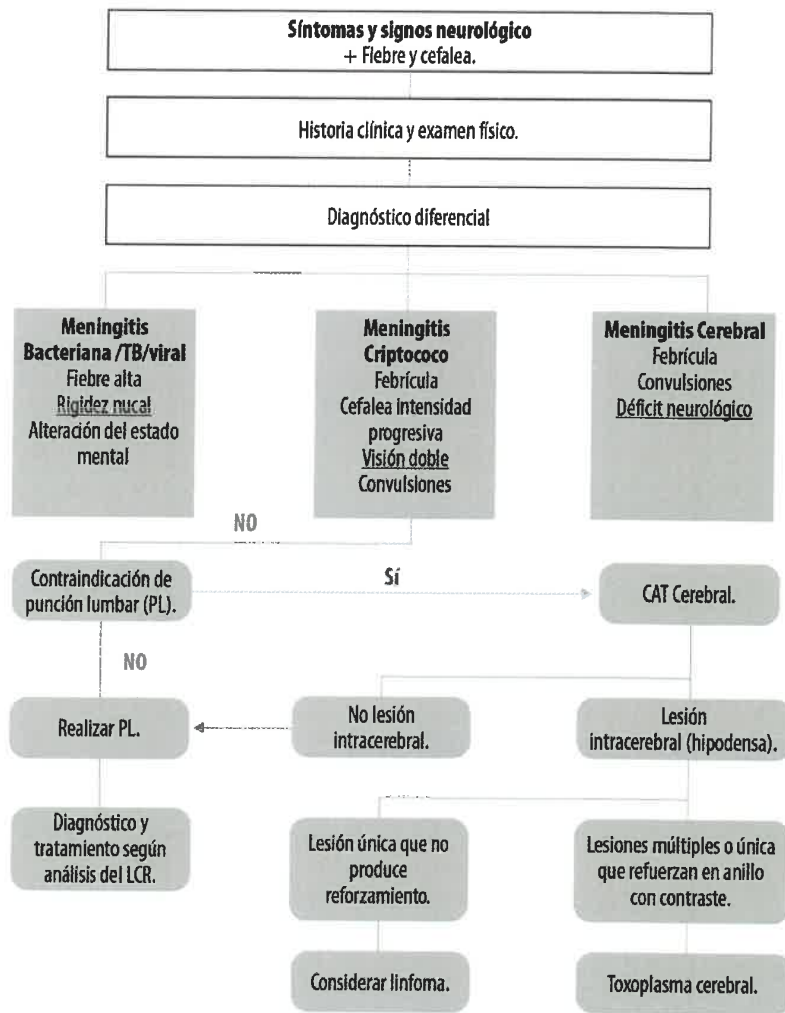 Síntomas y signos neurológico
+ Fiebre y cefalea.
Historia clínica y examen físico.
Diagnóstico diferencial
Meningitis
Bacteriana /TB/viral
Fiebre alta
Rigidez nucal
Alteración del estado
mental
Meningitis
Criptococo
Febrícula
Cefalea intensidad
progresiva
Visión doble
Convulsiones
Meningitis Cerebral
Febrícula
Convulsiones
Déficit neurológico
NO
Contraindicación de
punción lumbar (PL).
Sí
CAT Cerebral.
NO
Realizar PL.
No lesión
intracerebral.
Lesión
intracerebral (hipodensa).
Diagnóstico y
tratamiento según
análisis del LCR.
Lesión única que no
produce
reforzamiento.
Lesiones múltiples o única
que refuerzan en anillo
con contraste.
Considerar linfoma.
Toxoplasma cerebral.